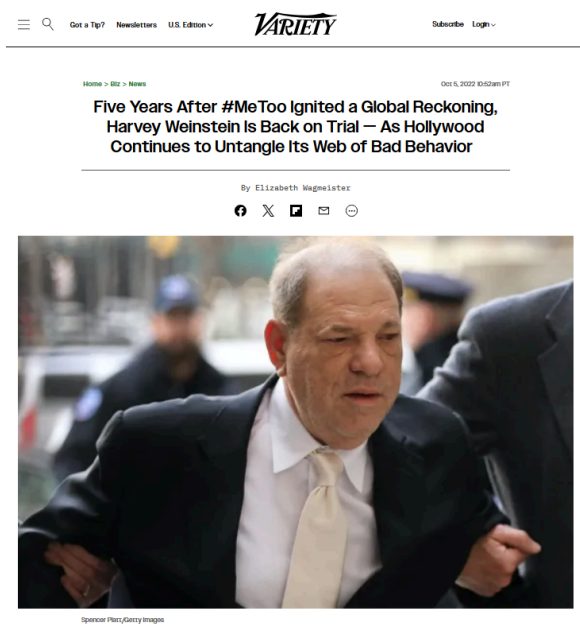 Got a Tip? Newsletters U.S. Edition VARIETY Subscribe Login
Home > Biz > News Oct 5, 2022 10:52am PT
Five Years After #MeToo Ignited a Global Reckoning,
Harvey Weinstein Is Back on Trial — As Hollywood
Continues to Untangle Its Web of Bad Behavior
By Elizabeth Wagmeister
Spencer Platt/Getty Images